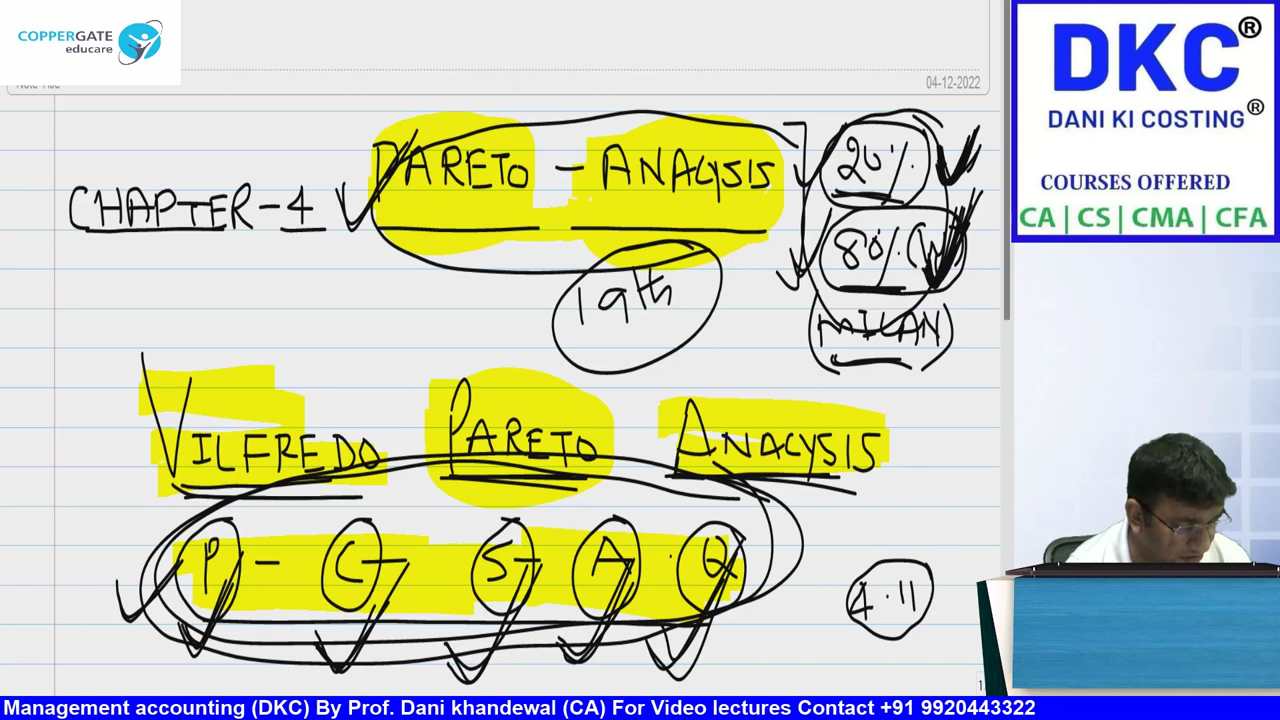 COPPERGATE
educare
04-12-2022
DKC®
DANI KI COSTING®
COURSES OFFERED
CA | CS | CMA | CFA
CHAPTER-4 PARETO - ANALYSIS
20%
80%
MILAN
19th
VILFREDO PARETO ANALYSIS
P - C S A . Q
4.11
1
Management accounting (DKC) By Prof. Dani khandewal (CA) For Video lectures Contact +91 9920443322